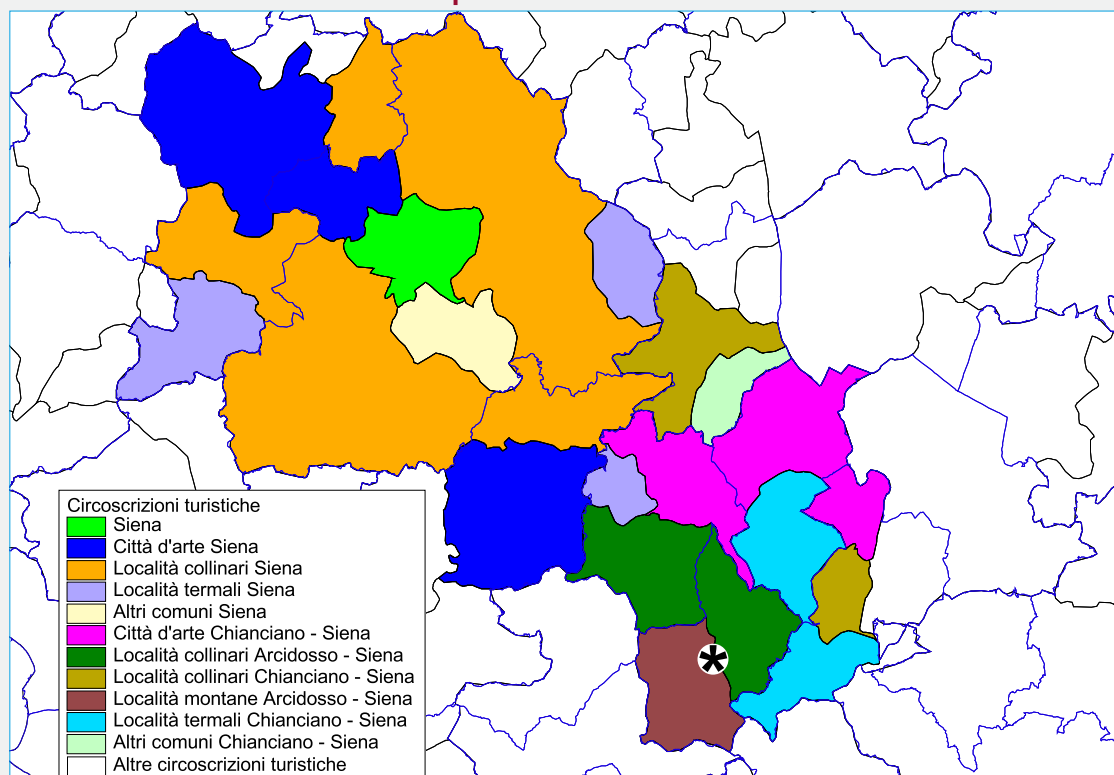 Circoscrizioni turistiche
Siena
Città d'arte Siena
Località collinari Siena
Località termali Siena
Altri comuni Siena
Città d'arte Chianciano - Siena
Località collinari Arcidosso - Siena
Località collinari Chianciano - Siena
Località montane Arcidosso - Siena
Località termali Chianciano - Siena
Altri comuni Chianciano - Siena
Altre circoscrizioni turistiche